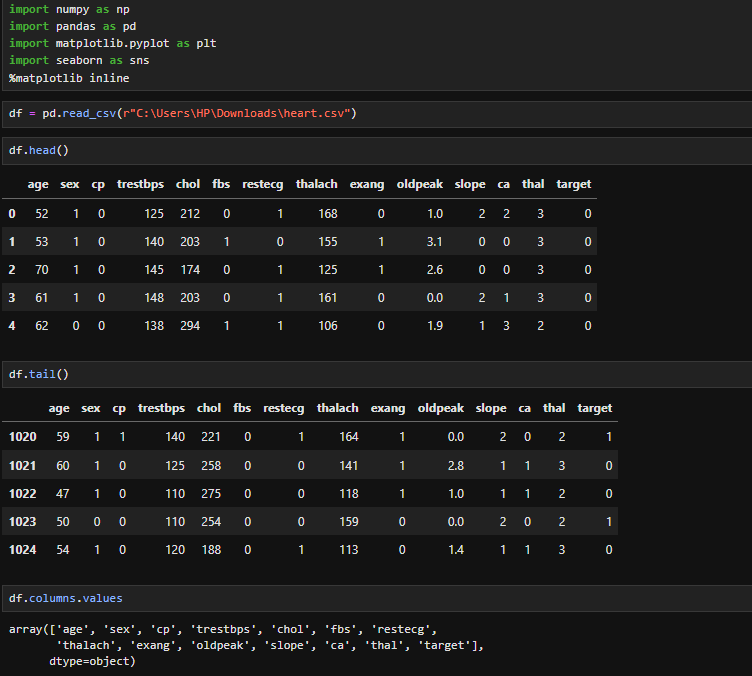 import numpy as np
import pandas as pd
import matplotlib.pyplot as plt
import seaborn as sns
%matplotlib inline
df = pd.read_csv(r"C:\Users\HP\Downloads\heart.csv")
df.head()
age sex cp trestbps chol fbs restecg thalach exang oldpeak slope ca thal target
0 52 1 0 125 212 0 1 168 0 1.0 2 2 3 0
1 53 1 0 140 203 1 0 155 1 3.1 0 0 3 0
2 70 1 0 145 174 0 1 125 1 2.6 0 0 3 0
3 61 1 0 148 203 0 1 161 0 0.0 2 1 3 0
4 62 0 0 138 294 1 1 106 0 1.9 1 3 2 0
df.tail()
age sex cp trestbps chol fbs restecg thalach exang oldpeak slope ca thal target
1020 59 1 1 140 221 0 1 164 1 0.0 2 0 2 1
1021 60 1 0 125 258 0 0 141 1 2.8 1 1 3 0
1022 47 1 0 110 275 0 0 118 1 1.0 1 1 2 0
1023 50 0 0 110 254 0 0 159 0 0.0 2 0 2 1
1024 54 1 0 120 188 0 1 113 0 1.4 1 1 3 0
df.columns.values
array(['age', 'sex', 'cp', 'trestbps', 'chol', 'fbs', 'restecg',
'thalach', 'exang', 'oldpeak', 'slope', 'ca', 'thal', 'target'],
dtype=object)